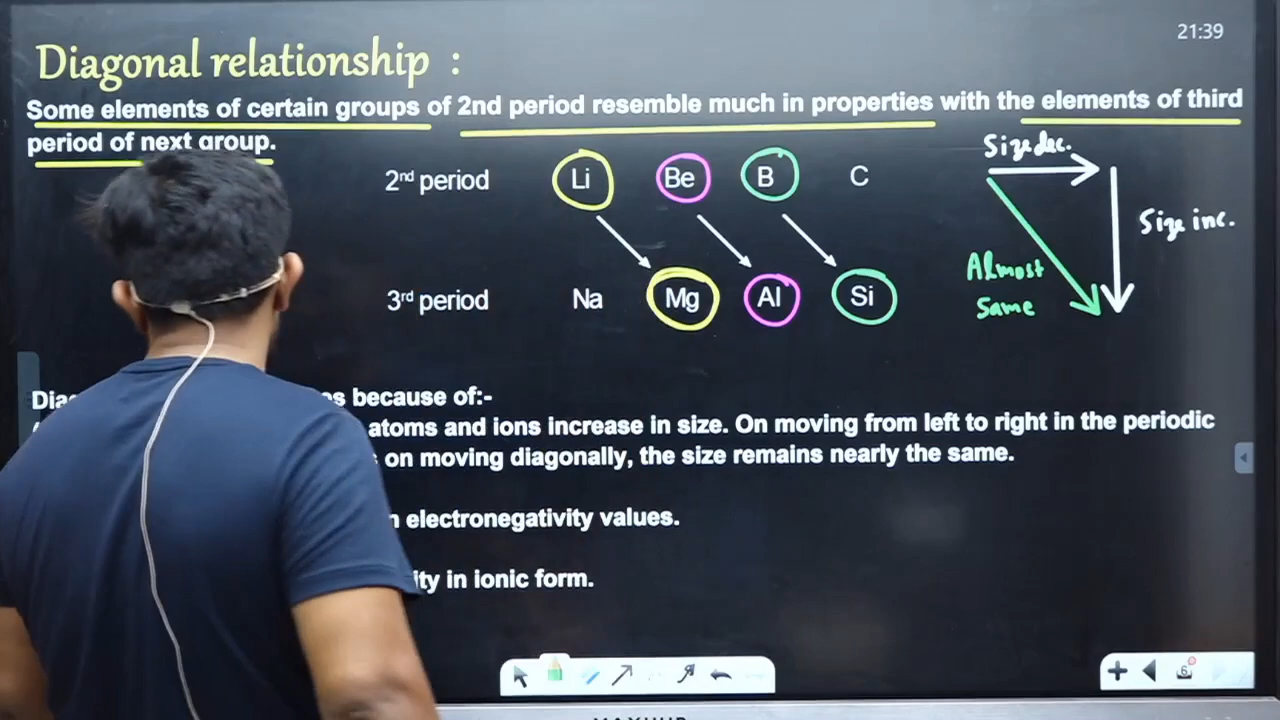 21:39
Diagonal relationship :
Some elements of certain groups of 2nd period resemble much in properties with the elements of third
period of next group.
Size dec.
2nd period Li Be B C
Size inc.
Almost
Same
3rd period Na Mg Al Si
because of:-
atoms and ions increase in size. On moving from left to right in the periodic
on moving diagonally, the size remains nearly the same.
electronegativity values.
in ionic form.